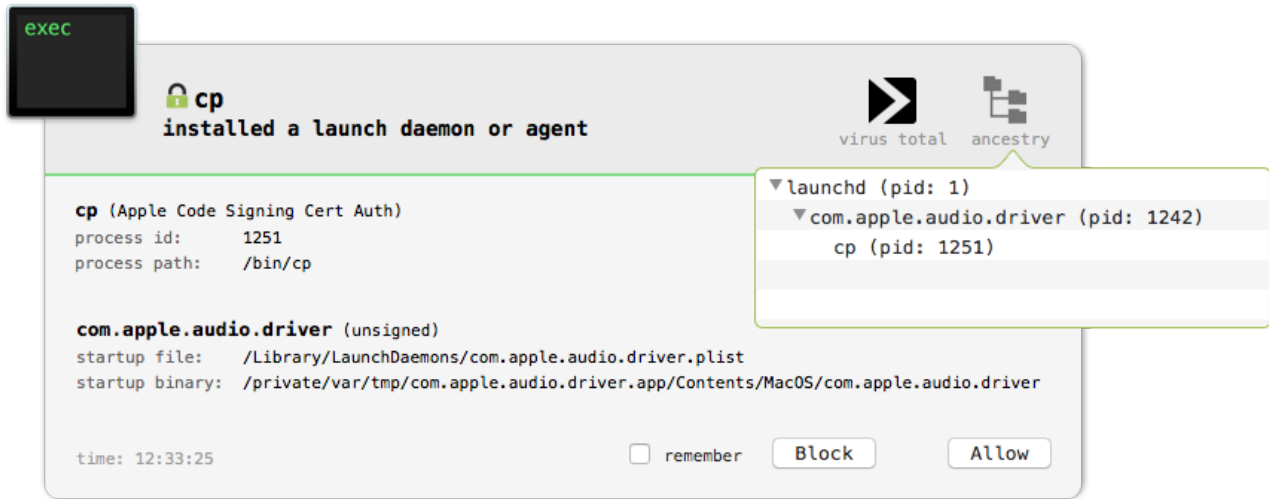 exec
cp
installed a launch daemon or agent
virus total
ancestry
launchd (pid: 1)
com.apple.audio.driver (pid: 1242)
cp (pid: 1251)
cp (Apple Code Signing Cert Auth)
process id: 1251
process path: /bin/cp
com.apple.audio.driver (unsigned)
startup file: /Library/LaunchDaemons/com.apple.audio.driver.plist
startup binary: /private/var/tmp/com.apple.audio.driver.app/Contents/MacOS/com.apple.audio.driver
time: 12:33:25
remember
Block
Allow